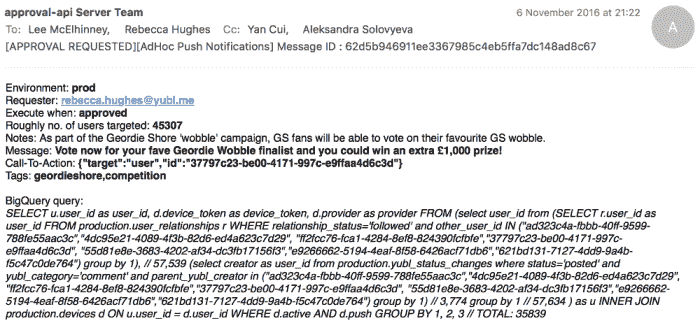 approval-api Server Team
6 November 2016 at 21:22
To: Lee McElhinney, Rebecca Hughes Cc: Yan Cui, Aleksandra Solovyeva
[APPROVAL REQUESTED][AdHoc Push Notifications] Message ID : 62d5b946911ee3367985c4eb5ffa7dc148ad8c67
A
Environment: prod
Requester: rebecca.hughes@yubl.me
Execute when: approved
Roughly no. of users targeted: 45307
Notes: As part of the Geordie Shore 'wobble' campaign, GS fans will be able to vote on their favourite GS wobble.
Message: Vote now for your fave Geordie Wobble finalist and you could win an extra £1,000 prize!
Call-To-Action: {"target":"user","id":"37797c23-be00-4171-997c-e9ffaa4d6c3d"}
Tags: geordieshore,competition
BigQuery query:
SELECT u.user_id as user_id, d.device_token as device_token, d.provider as provider FROM (select user_id from (SELECT r.user_id as
user_id FROM production.user_relationships r WHERE relationship_status='followed' and other_user_id IN ("ad323c4a-fbbb-40ff-9599-
788fe55aac3c","4dc95e21-4089-4f3b-82d6-ed4a623c7d29", "ff2fcc76-fca1-4284-8ef8-824390fcfbfe","37797c23-be00-4171-997c-
e9ffaa4d6c3d", "55d81e8e-3683-4202-af34-dc3fb17156f3","e9266662-5194-4eaf-8f58-6426acf71db6","621bd131-7127-4dd9-9a4b-
f5c47c0de764") group by 1), // 57,539 (select creator as user_id from production.yubl_status_changes where status='posted' and
yubl_category='comment' and parent_yubl_creator in ("ad323c4a-fbbb-40ff-9599-788fe55aac3c","4dc95e21-4089-4f3b-82d6-ed4a623c7d29",
"ff2fcc76-fca1-4284-8ef8-824390fcfbfe","37797c23-be00-4171-997c-e9ffaa4d6c3d", "55d81e8e-3683-4202-af34-dc3fb17156f3","e9266662-
5194-4eaf-8f58-6426acf71db6","621bd131-7127-4dd9-9a4b-f5c47c0de764") group by 1) // 3,774 group by 1 // 57,634 ) as u INNER JOIN
production.devices d ON u.user_id = d.user_id WHERE d.active AND d.push GROUP BY 1, 2, 3 // TOTAL: 35839